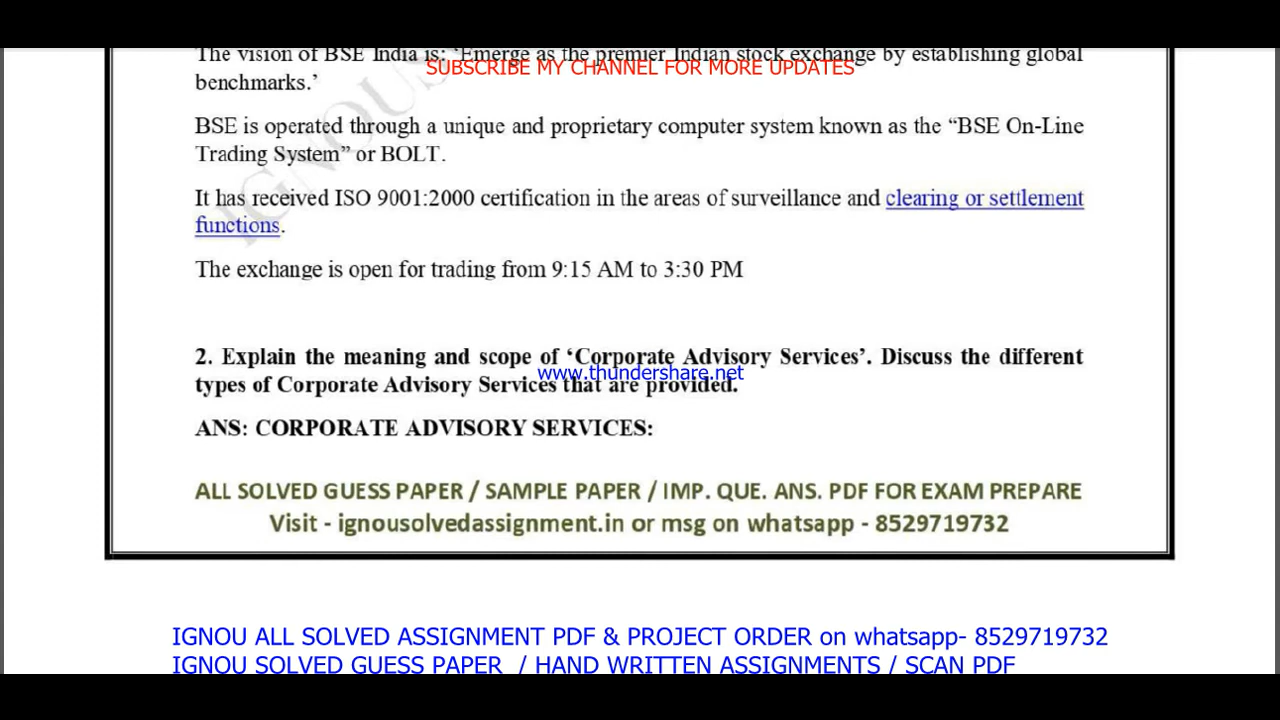 The vision of BSE India is: ‘Emerge as the premier Indian stock exchange by establishing global
SUBSCRIBE MY CHANNEL FOR MORE UPDATES
benchmarks.’
BSE is operated through a unique and proprietary computer system known as the “BSE On-Line
Trading System” or BOLT.
It has received ISO 9001:2000 certification in the areas of surveillance and clearing or settlement
functions.
The exchange is open for trading from 9:15 AM to 3:30 PM
2. Explain the meaning and scope of ‘Corporate Advisory Services’. Discuss the different
www.thundershare.net
types of Corporate Advisory Services that are provided.
ANS: CORPORATE ADVISORY SERVICES:
ALL SOLVED GUESS PAPER / SAMPLE PAPER / IMP. QUE. ANS. PDF FOR EXAM PREPARE
Visit - ignousolvedassignment.in or msg on whatsapp - 8529719732
IGNOU ALL SOLVED ASSIGNMENT PDF & PROJECT ORDER on whatsapp- 8529719732
IGNOU SOLVED GUESS PAPER / HAND WRITTEN ASSIGNMENTS / SCAN PDF
IGNOUS